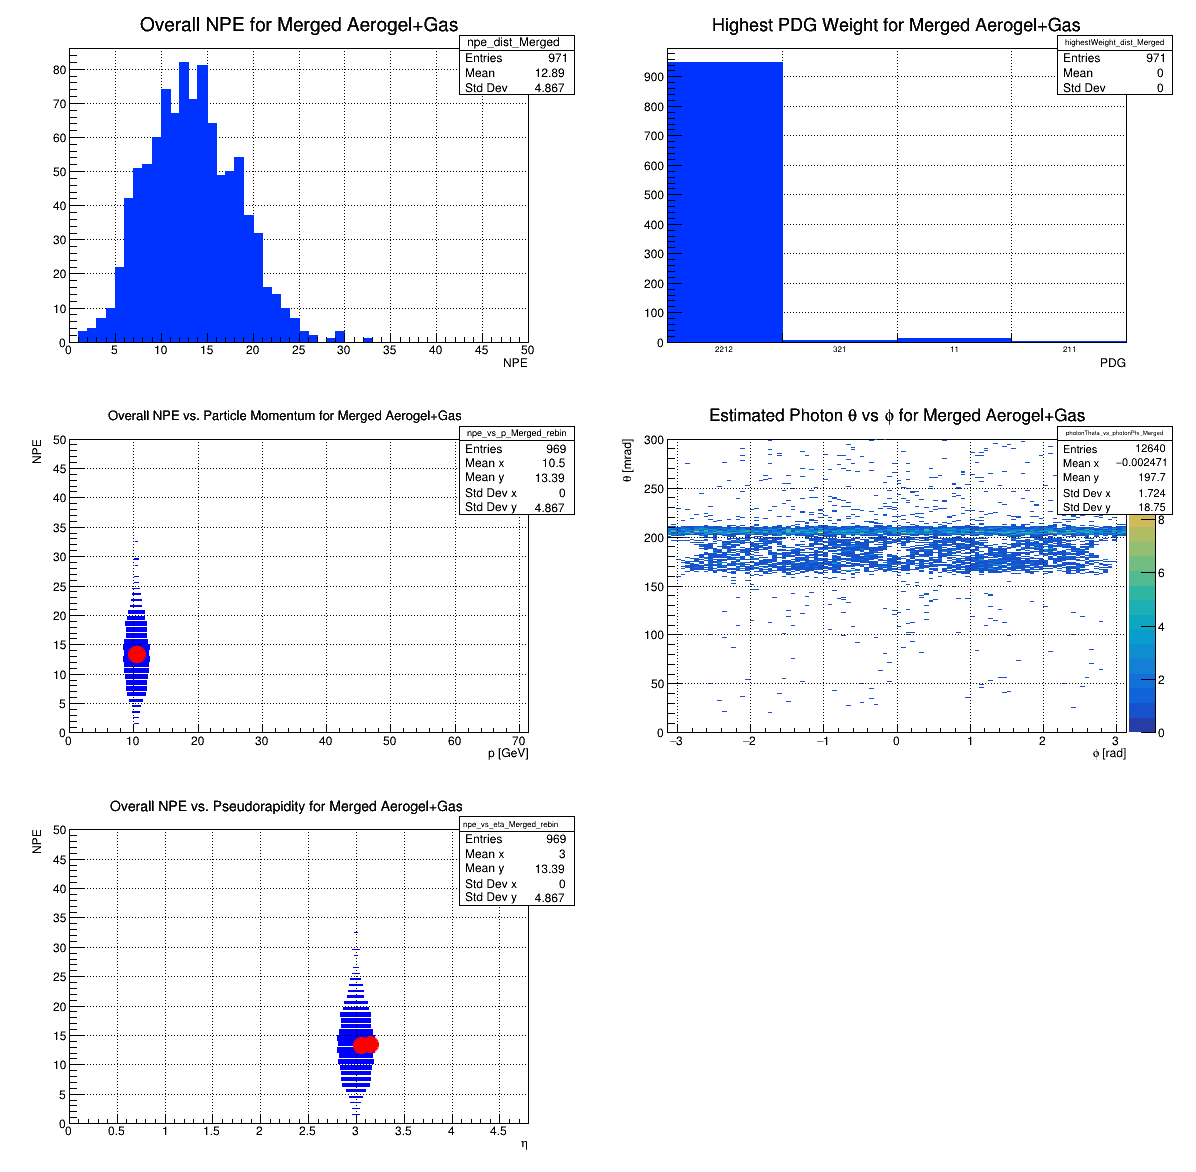 Overall NPE for Merged Aerogel+Gas
npe_dist_Merged
Entries 971
Mean 12.89
Std Dev 4.867
80
70
60
50
40
30
20
10
0
0 5 10 15 20 25 30 35 40 45 50
NPE
Highest PDG Weight for Merged Aerogel+Gas
highestWeight_dist_Merged
Entries 971
Mean 0
Std Dev 0
900
800
700
600
500
400
300
200
100
0
2212 321 11 211
PDG
Overall NPE vs. Particle Momentum for Merged Aerogel+Gas
npe_vs_p_Merged_rebin
Entries 969
Mean x 10.5
Mean y 13.39
Std Dev x 0
Std Dev y 4.867
NPE
50
45
40
35
30
25
20
15
10
5
0
0 10 20 30 40 50 60 70
p [GeV]
Estimated Photon θ vs ϕ for Merged Aerogel+Gas
photonTheta_vs_photonPhi_Merged
Entries 12640
Mean x −0.002471
Mean y 197.7
Std Dev x 1.724
Std Dev y 18.75
θ [mrad]
300
250
200
150
100
50
0
−3 −2 −1 0 1 2 3
ϕ [rad]
8
6
4
2
0
Overall NPE vs. Pseudorapidity for Merged Aerogel+Gas
npe_vs_eta_Merged_rebin
Entries 969
Mean x 3
Mean y 13.39
Std Dev x 0
Std Dev y 4.867
NPE
50
45
40
35
30
25
20
15
10
5
0
0 0.5 1 1.5 2 2.5 3 3.5 4 4.5
η